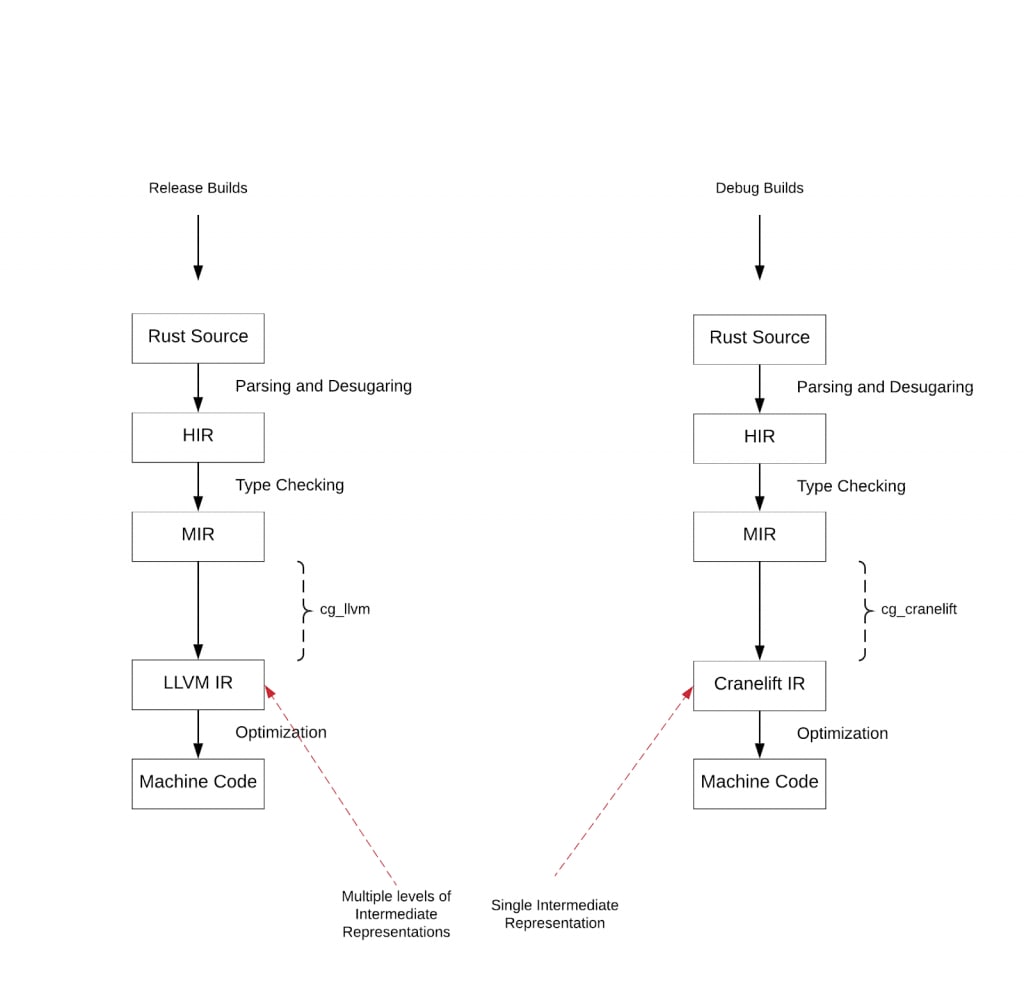 Release Builds
Rust Source
Parsing and Desugaring
HIR
Type Checking
MIR
cg_llvm
LLVM IR
Optimization
Machine Code
Multiple levels of
Intermediate
Representations
Debug Builds
Rust Source
Parsing and Desugaring
HIR
Type Checking
MIR
cg_cranelift
Cranelift IR
Optimization
Machine Code
Single Intermediate
Representation